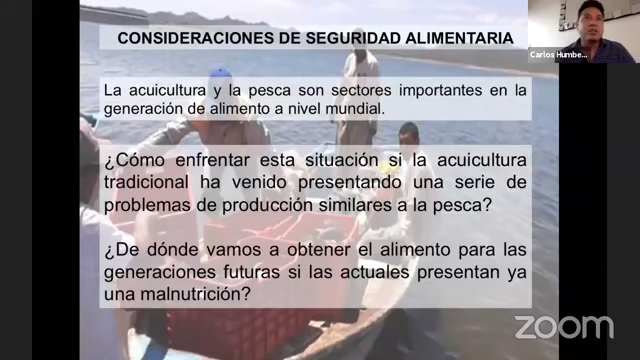 CONSIDERACIONES DE SEGURIDAD ALIMENTARIA
Carlos Humbe...
La acuicultura y la pesca son sectores importantes en la
generación de alimento a nivel mundial.
¿Cómo enfrentar esta situación si la acuicultura
tradicional ha venido presentando una serie de
problemas de producción similares a la pesca?
¿De dónde vamos a obtener el alimento para las
generaciones futuras si las actuales presentan ya
una malnutrición?
zoom